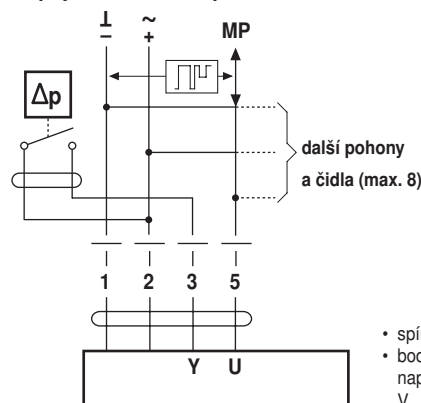 ⊥ ~
– + MP
Δp
další pohony
a čidla (max. 8)
1 2 3 5
Y U
• spí
• bod
nap
V